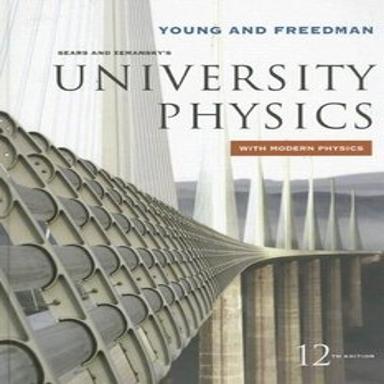 YOUNG AND FREEDMAN
SEARS AND ZEMANSKY'S
UNIVERSITY
PHYSICS
WITH MODERN PHYSICS
12TH EDITION